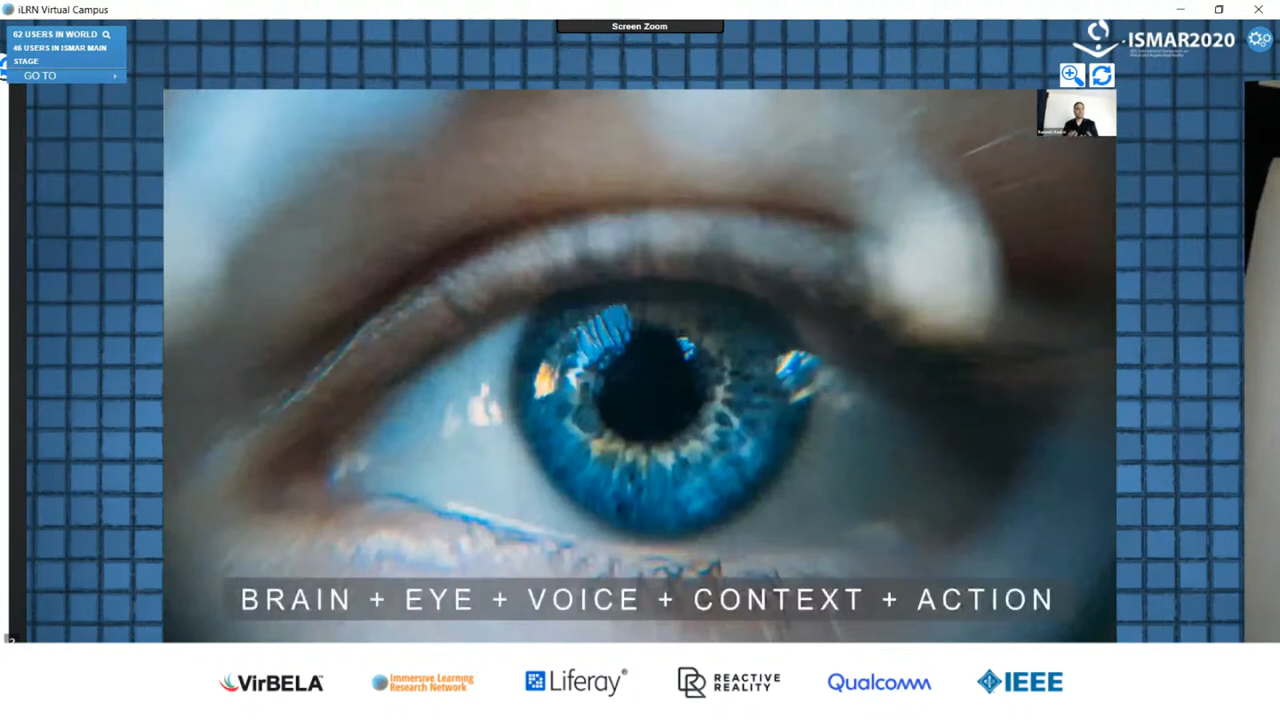 iLRN Virtual Campus
Screen Zoom
62 USERS IN WORLD
46 USERS IN ISMAR MAIN
STAGE
GO TO
ISMAR2020
BRAIN + EYE + VOICE + CONTEXT + ACTION
VIRBELA
Immersive Learning
Research Network
Liferay
REACTIVE
REALITY
Qualcomm
IEEE